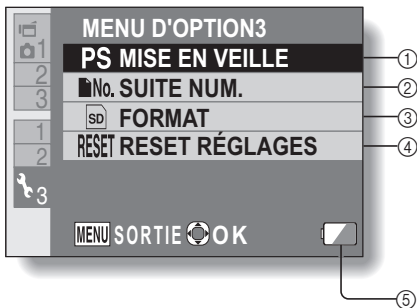 MENU D'OPTION3
PS MISE EN VEILLE ①
No. SUITE NUM. ②
SD FORMAT ③
RESET RESET RÉGLAGES ④
1
2
3
1
2
3
MENU SORTIE OK
⑤